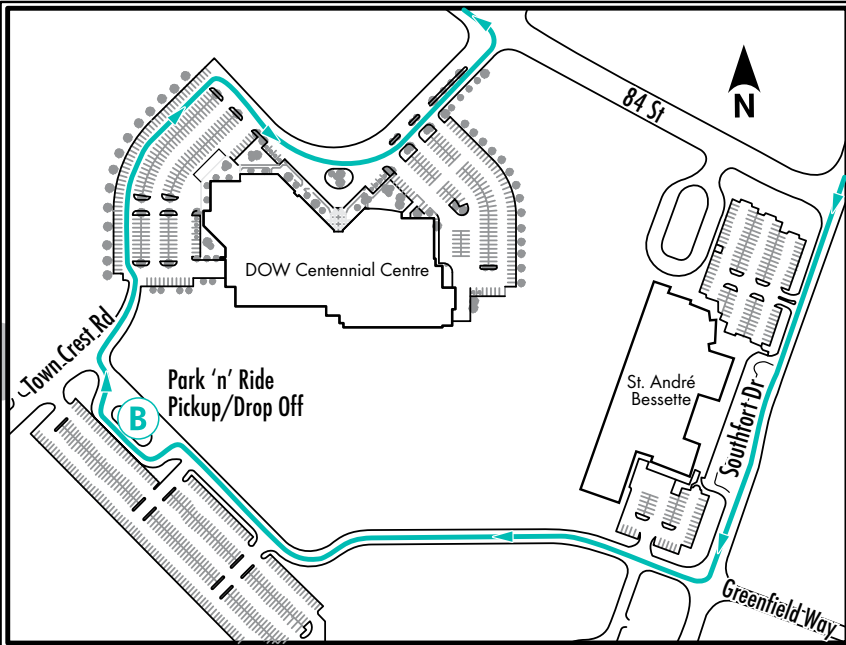 84 St
N
DOW Centennial Centre
Town Crest Rd
Park ‘n’ Ride
Pickup/Drop Off
B
St. André
Bessette
Southfort Dr
Greenfield Way